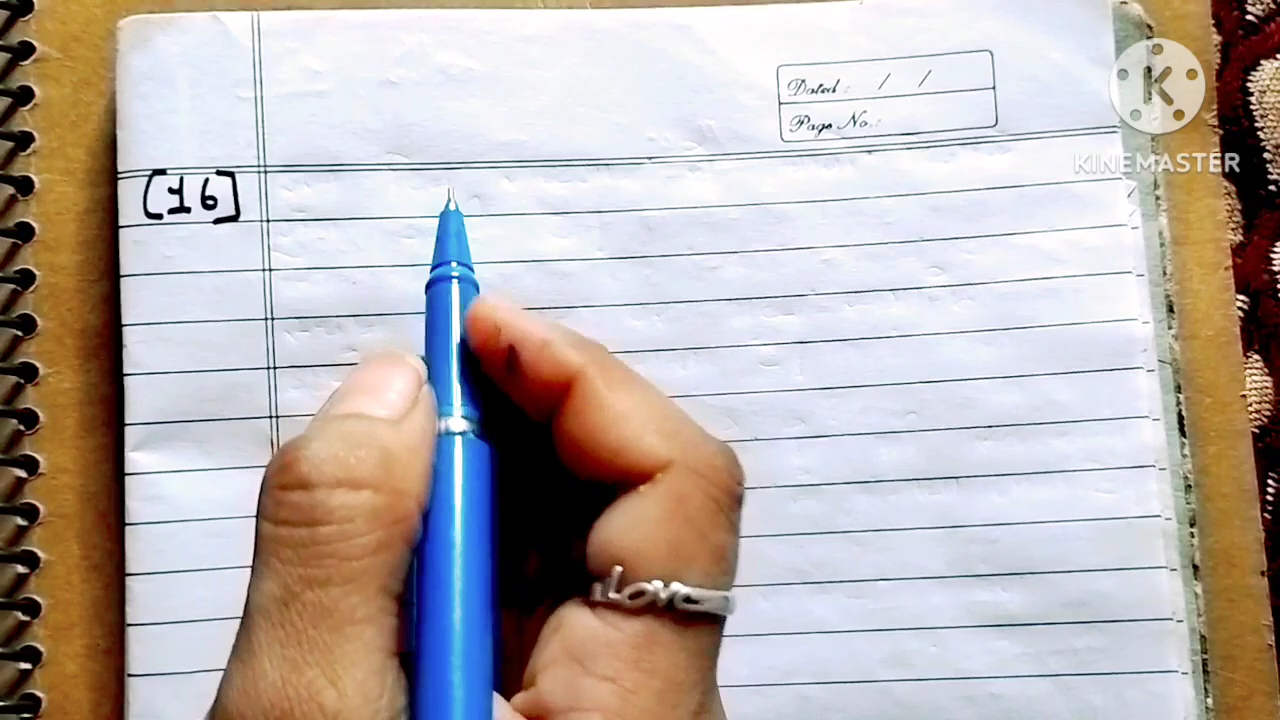 Dated : / /
Page No.:
K
KINEMASTER
[16]
Love